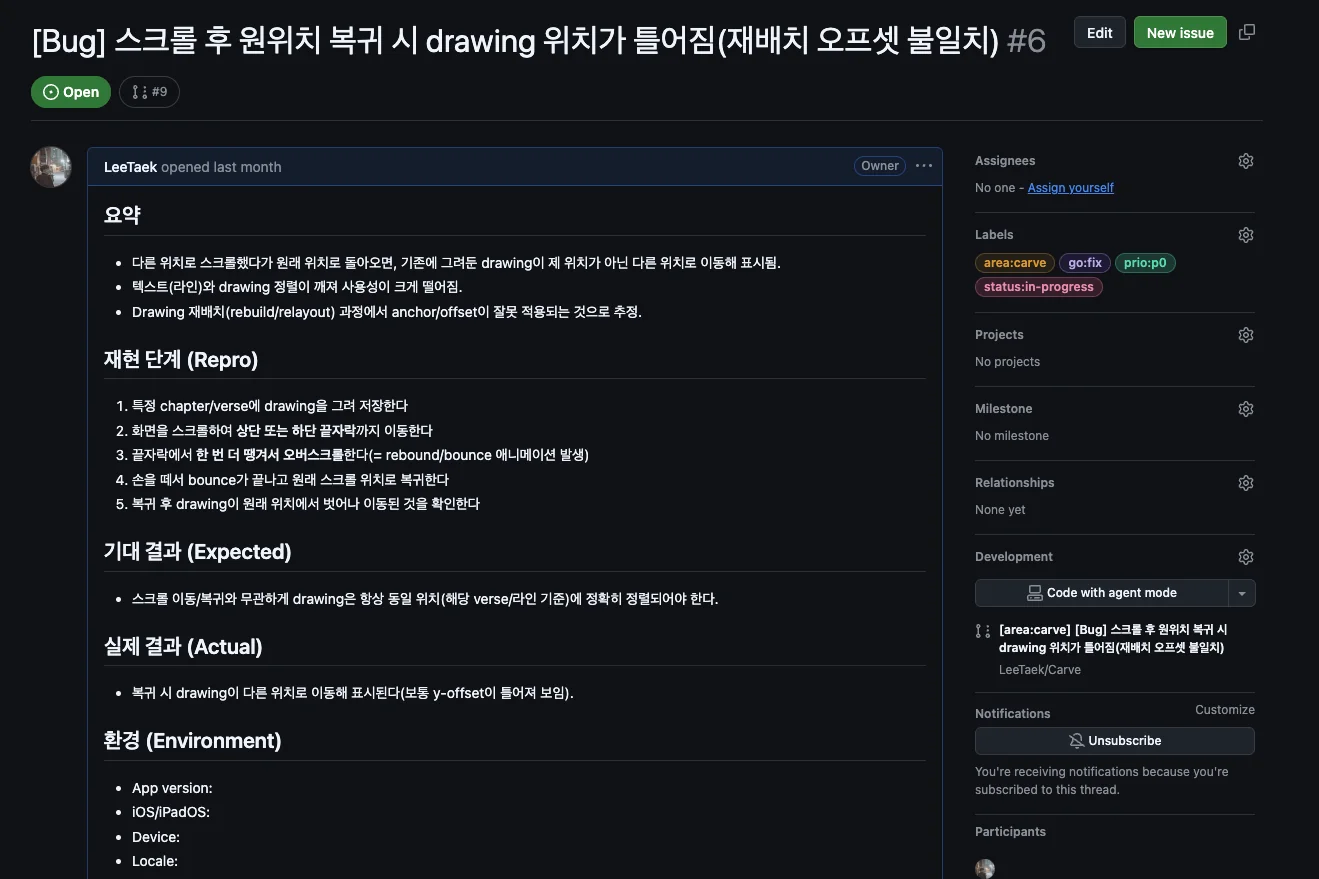 [Bug] 스크롤 후 원위치 복귀 시 drawing 위치가 틀어짐(재배치 오프셋 불일치) #6
Edit
New issue
Open
#9
LeeTaek opened last month
Owner
요약
다른 위치로 스크롤했다가 원래 위치로 돌아오면, 기존에 그려둔 drawing이 제 위치가 아닌 다른 위치로 이동해 표시됨.
텍스트(라인)와 drawing 정렬이 깨져 사용성이 크게 떨어짐.
Drawing 재배치(rebuild/relayout) 과정에서 anchor/offset이 잘못 적용되는 것으로 추정.
재현 단계 (Repro)
1. 특정 chapter/verse에 drawing을 그려 저장한다
2. 화면을 스크롤하여 상단 또는 하단 끝자락까지 이동한다
3. 끝자락에서 한 번 더 땡겨서 오버스크롤한다(= rebound/bounce 애니메이션 발생)
4. 손을 떼서 bounce가 끝나고 원래 스크롤 위치로 복귀한다
5. 복귀 후 drawing이 원래 위치에서 벗어나 이동된 것을 확인한다
기대 결과 (Expected)
스크롤 이동/복귀와 무관하게 drawing은 항상 동일 위치(해당 verse/라인 기준)에 정확히 정렬되어야 한다.
실제 결과 (Actual)
복귀 시 drawing이 다른 위치로 이동해 표시된다(보통 y-offset이 틀어져 보임).
환경 (Environment)
App version:
iOS/iPadOS:
Device:
Locale:
Assignees
No one - Assign yourself
Labels
area:carve go:fix prio:p0
status:in-progress
Projects
No projects
Milestone
No milestone
Relationships
None yet
Development
Code with agent mode
[area:carve] [Bug] 스크롤 후 원위치 복귀 시
drawing 위치가 틀어짐(재배치 오프셋 불일치)
LeeTaek/Carve
Notifications
Customize
Unsubscribe
You're receiving notifications because you're
subscribed to this thread.
Participants